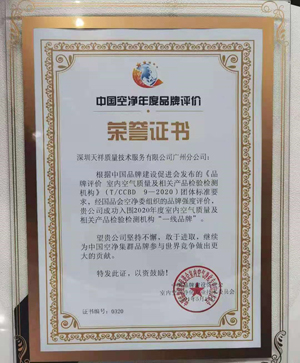 中国空净年度品牌评价
荣誉证书
深圳天祥质量技术服务有限公司广州分公司：
根据中国品牌建设促进会发布的《品
牌评价 室内空气质量及相关产品检验检测
机构》（T/CCBD 9—2020）团体标准要
求，经国品会空净委组织的品牌强度评价，
贵公司成功入围2020年度室内空气质量及
相关产品检验检测机构“一线品牌”。
望贵公司坚持不懈，敢于进取，继续
为中国空净集群品牌参与世界竞争做出更
大的贡献。
特发此证，以资鼓励！
证书编号：0320